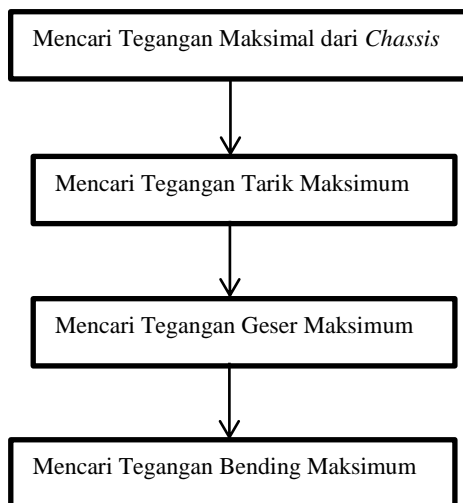 Mencari Tegangan Maksimal dari Chassis
Mencari Tegangan Tarik Maksimum
Mencari Tegangan Geser Maksimum
Mencari Tegangan Bending Maksimum